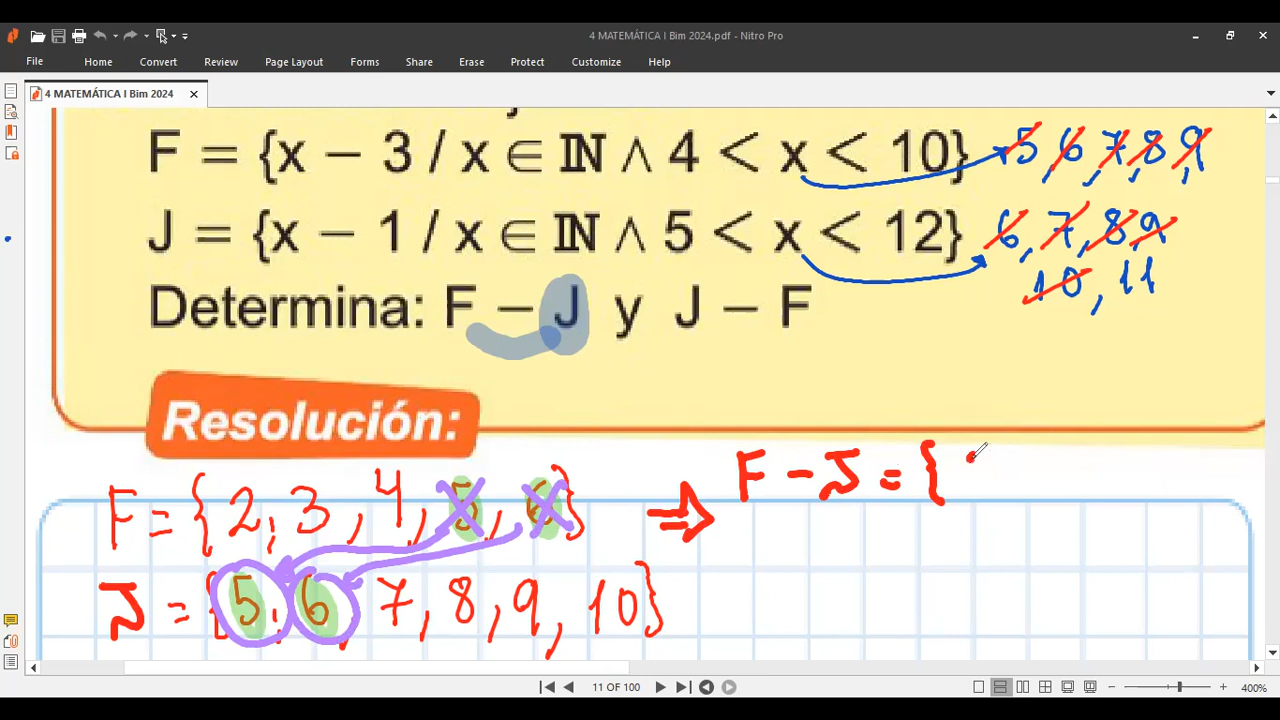 4 MATEMÁTICA I Bim 2024.pdf - Nitro Pro
File Home Convert Review Page Layout Forms Share Erase Protect Customize Help
4 MATEMÁTICA I Bim 2024
F = {x – 3 / x ∈ ℕ ∧ 4 < x < 10} 5, 6, 7, 8, 9
J = {x – 1 / x ∈ ℕ ∧ 5 < x < 12} 6, 7, 8, 9
10, 11
Determina: F – J y J – F
Resolución:
F = {2, 3, 4, 5, 6} ⇒ F - J = {
J = {5, 6, 7, 8, 9, 10}
11 OF 100
400%